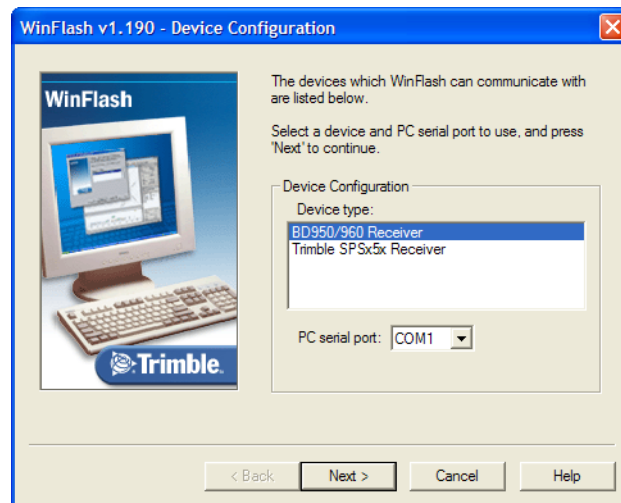 WinFlash v1.190 - Device Configuration
WinFlash
Trimble.
The devices which WinFlash can communicate with
are listed below.
Select a device and PC serial port to use, and press
'Next' to continue.
Device Configuration
Device type:
BD950/960 Receiver
Trimble SPSx5x Receiver
PC serial port: COM1
< Back Next > Cancel Help